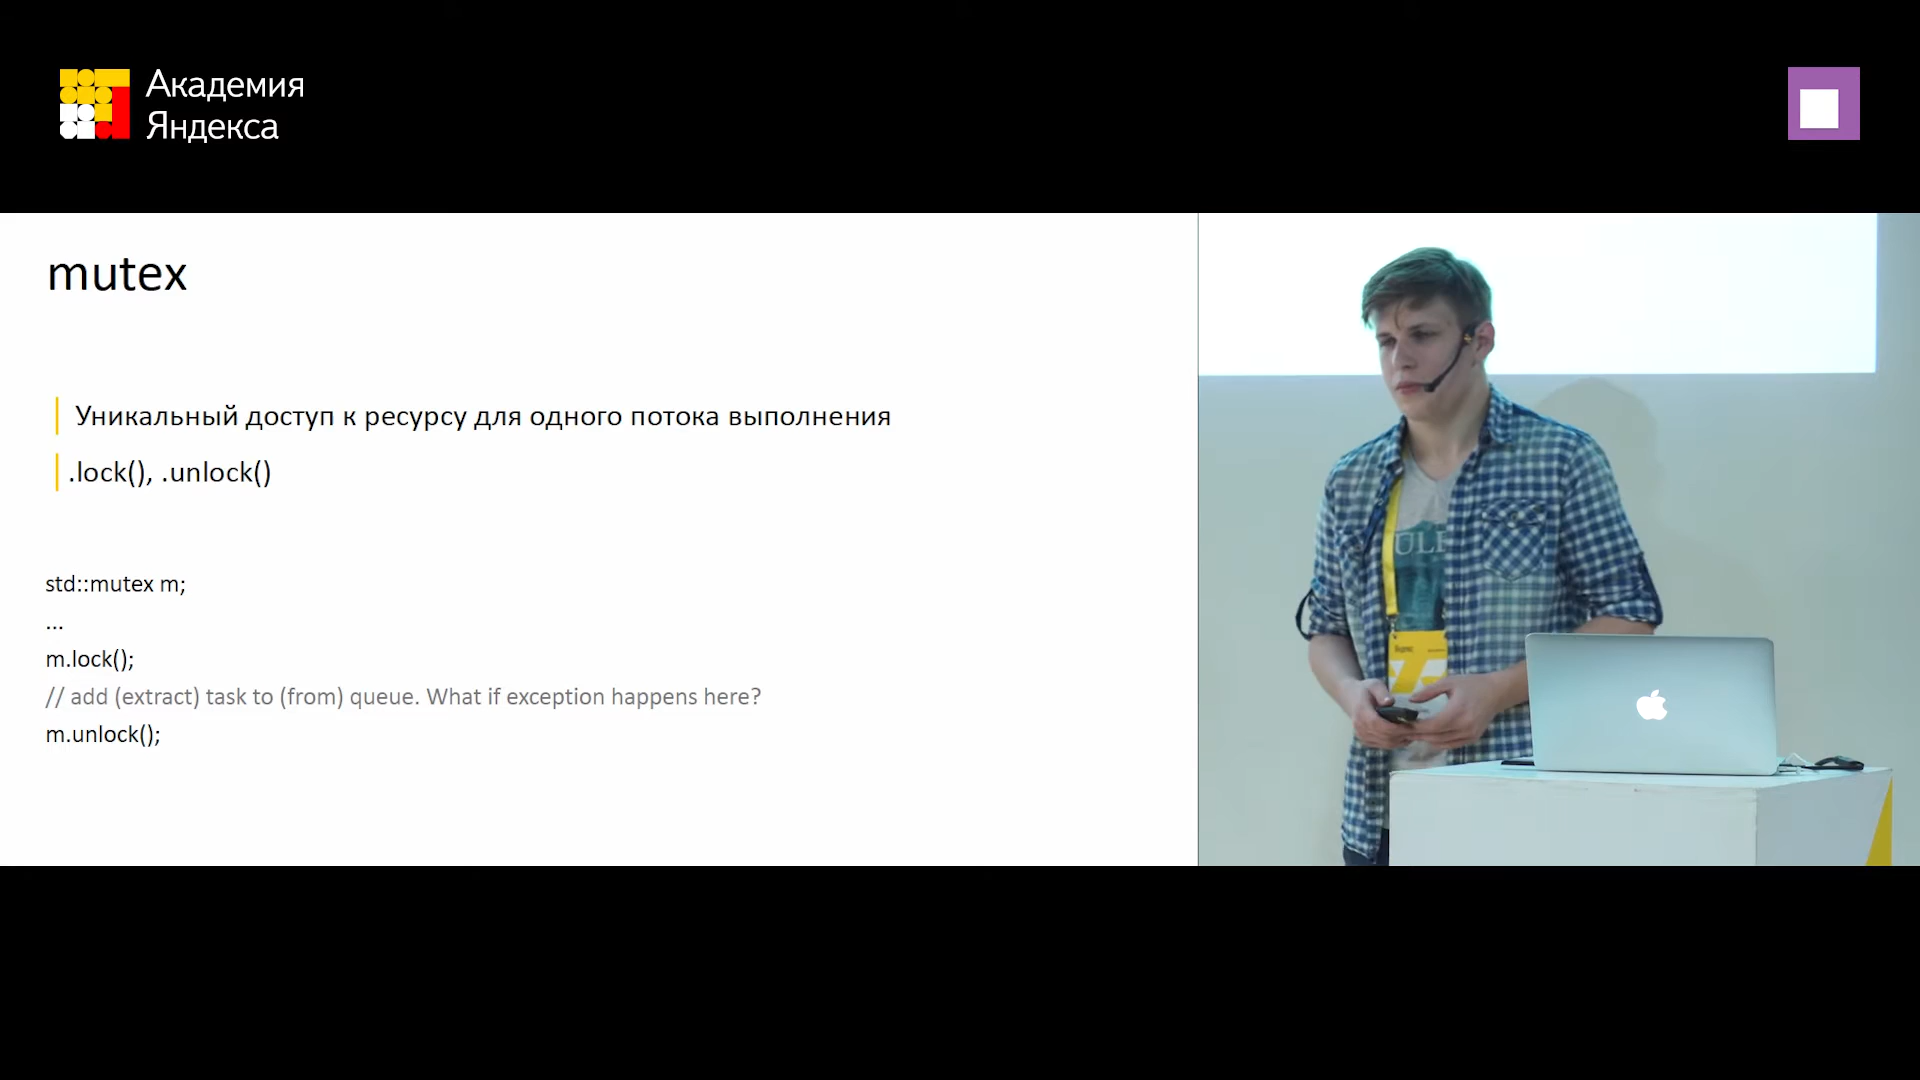 Академия
Яндекса
mutex
Уникальный доступ к ресурсу для одного потока выполнения
.lock(), .unlock()
std::mutex m;
...
m.lock();
// add (extract) task to (from) queue. What if exception happens here?
m.unlock();
ULF